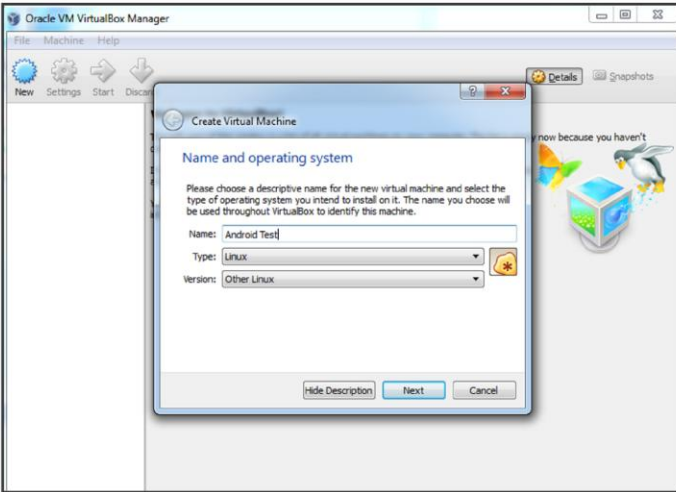 Oracle VM VirtualBox Manager
File Machine Help
New Settings Start Discar
Details Snapshots
Create Virtual Machine
now because you haven't
Name and operating system
Please choose a descriptive name for the new virtual machine and select the
type of operating system you intend to install on it. The name you choose will
be used throughout VirtualBox to identify this machine.
Name: Android Test
Type: Linux
Version: Other Linux
Hide Description Next Cancel